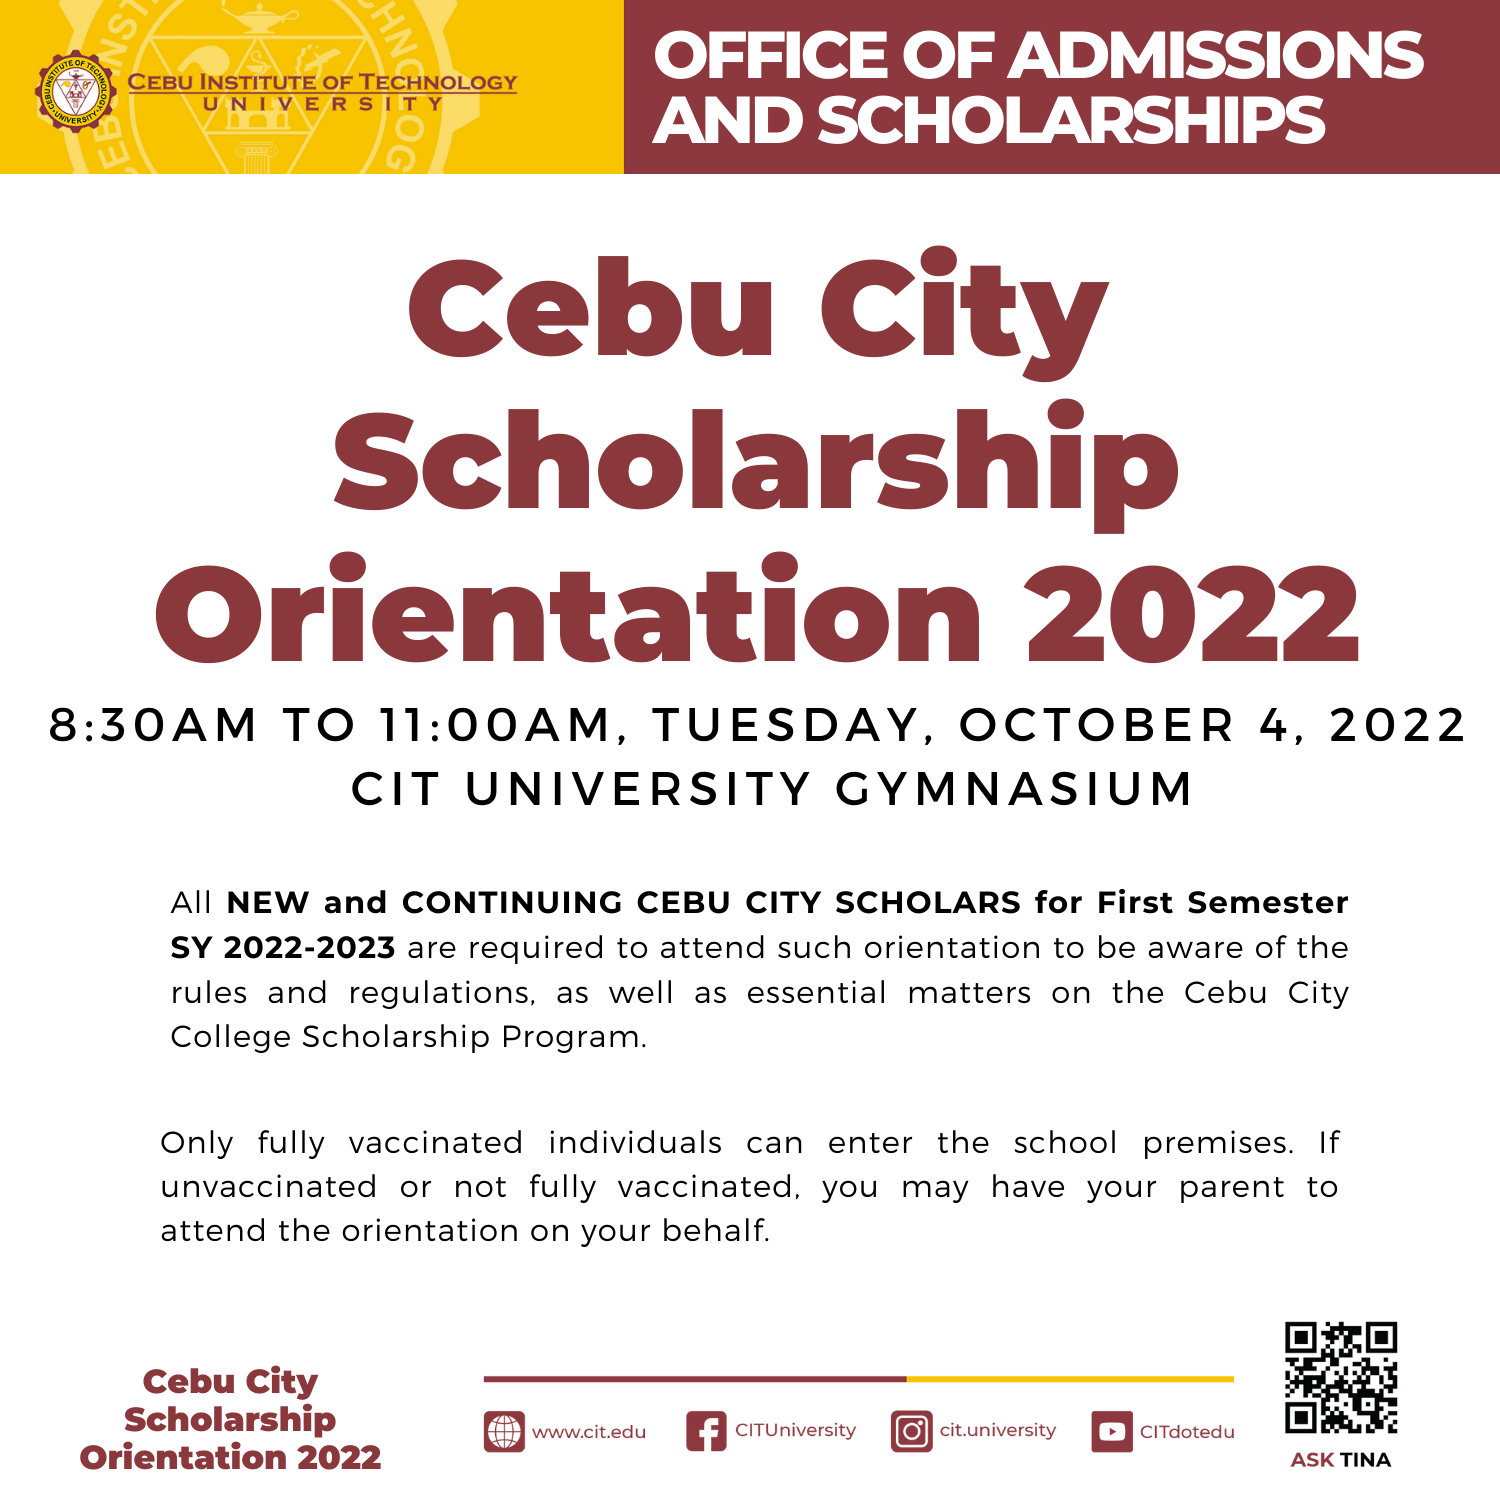 CEBU INSTITUTE OF TECHNOLOGY
UNIVERSITY
CEBU INSTITUTE OF TECHNOLOGY
UNIVERSITY
OFFICE OF ADMISSIONS
AND SCHOLARSHIPS
Cebu City
Scholarship
Orientation 2022
8:30AM TO 11:00AM, TUESDAY, OCTOBER 4, 2022
CIT UNIVERSITY GYMNASIUM
All NEW and CONTINUING CEBU CITY SCHOLARS for First Semester
SY 2022-2023 are required to attend such orientation to be aware of the
rules and regulations, as well as essential matters on the Cebu City
College Scholarship Program.
Only fully vaccinated individuals can enter the school premises. If
unvaccinated or not fully vaccinated, you may have your parent to
attend the orientation on your behalf.
Cebu City
Scholarship
Orientation 2022
www.cit.edu
CITUniversity
cit.university
CITdotedu
ASK TINA